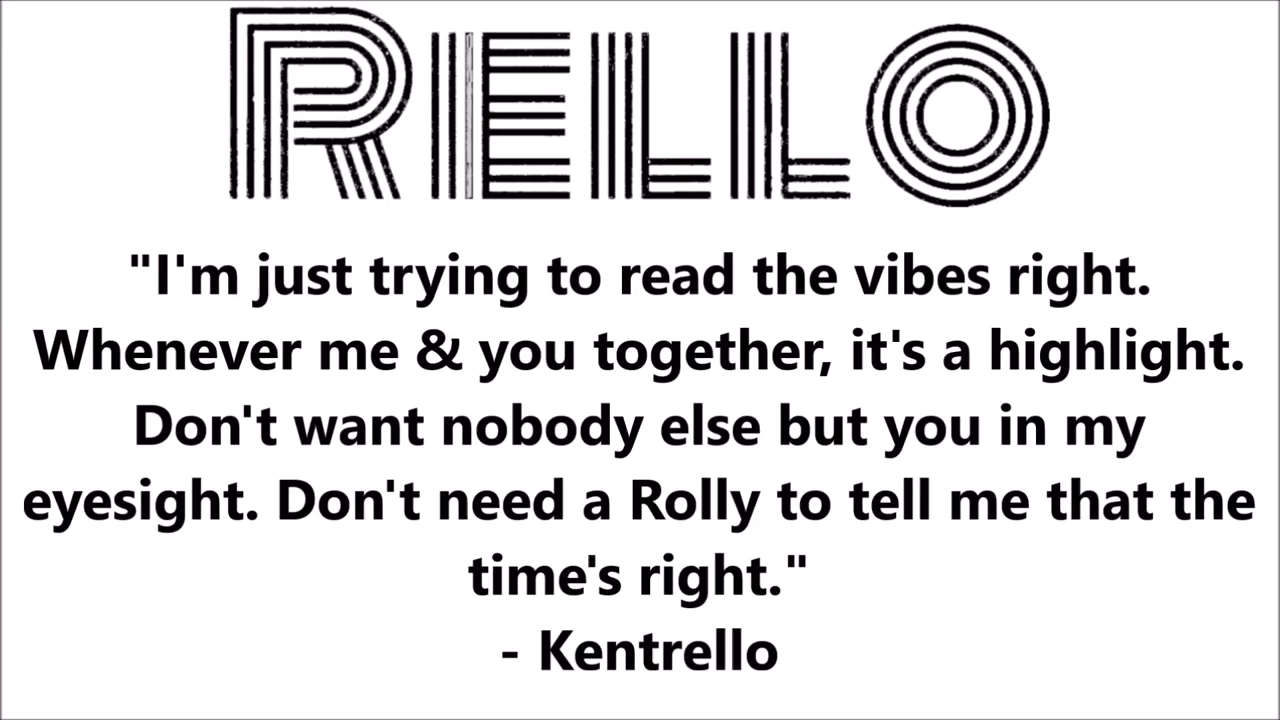 RELLO
"I'm just trying to read the vibes right.
Whenever me & you together, it's a highlight.
Don't want nobody else but you in my
eyesight. Don't need a Rolly to tell me that the
time's right."
- Kentrello